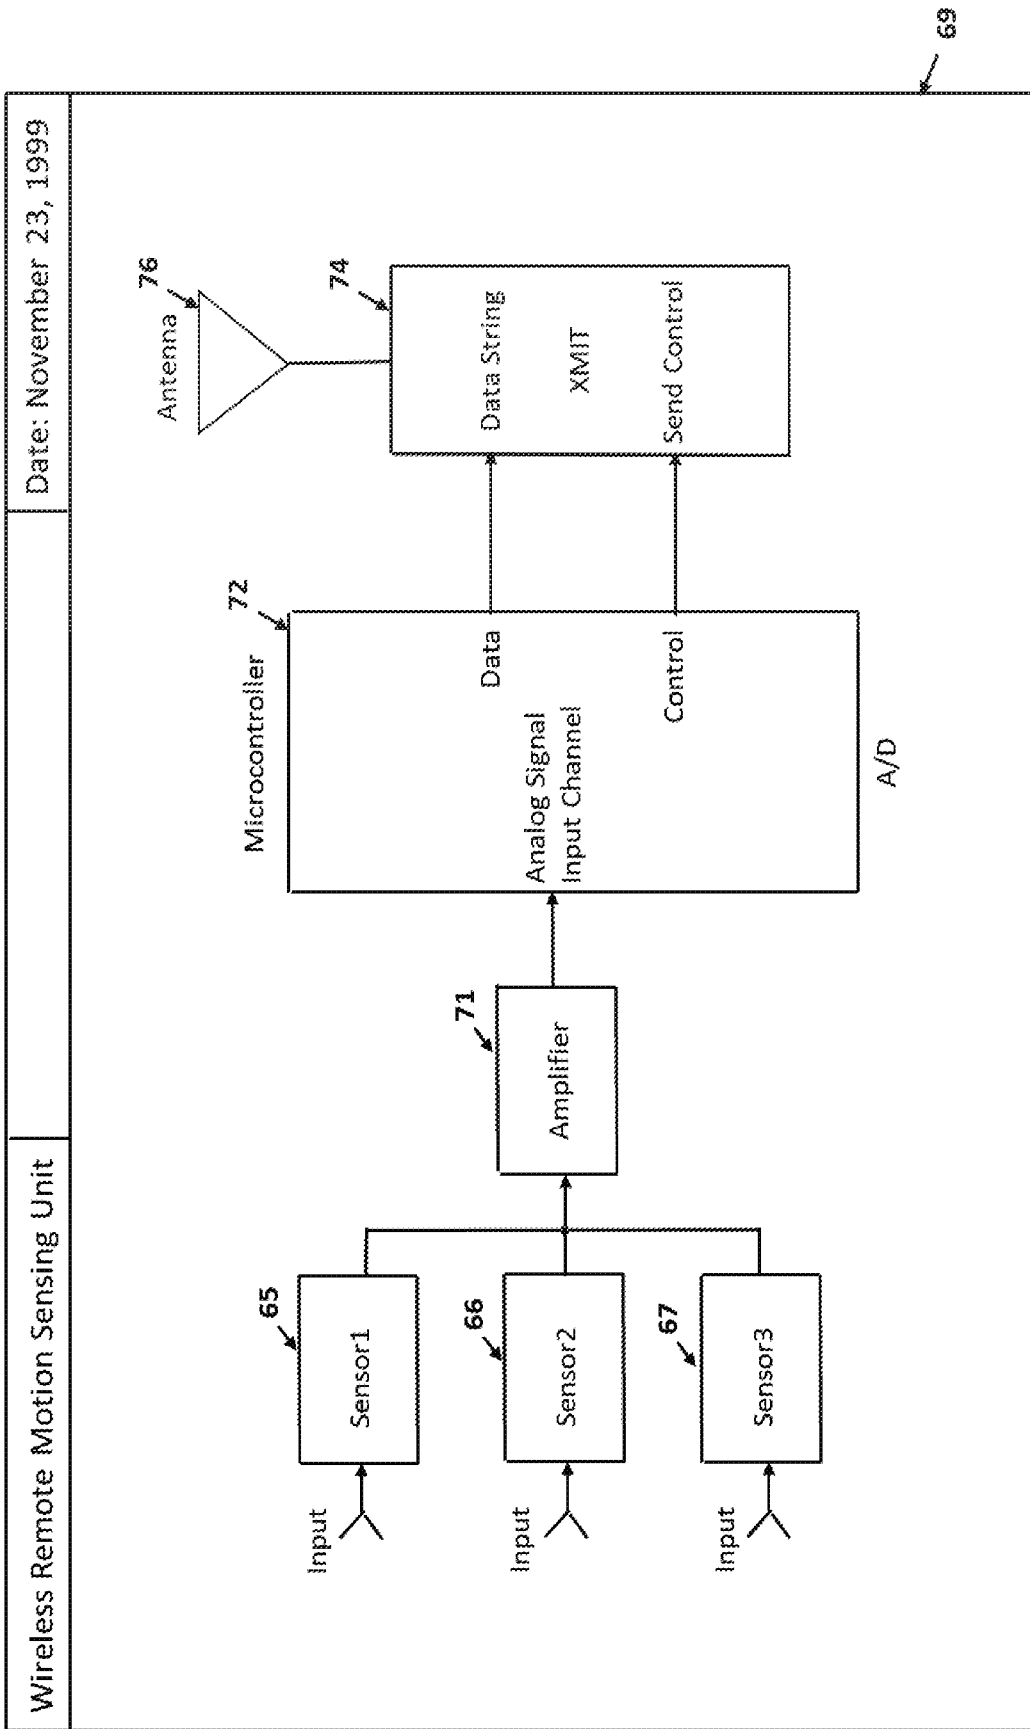 Wireless Remote Motion Sensing Unit
Date: November 23, 1999
69
Input
Sensor1
65
Input
Sensor2
66
Input
Sensor3
67
Amplifier
71
Microcontroller
72
Analog Signal
Input Channel
Data
Control
A/D
Antenna
76
74
Data String
XMIT
Send Control